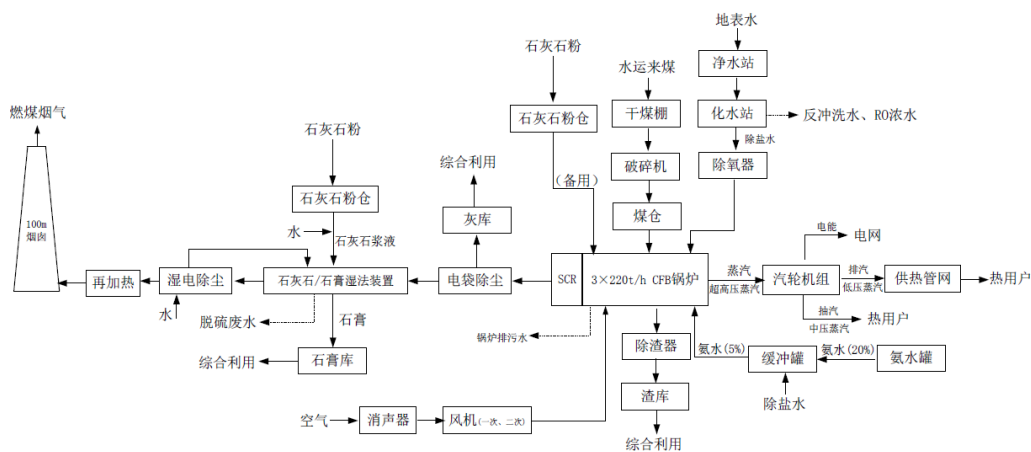 地表水
石灰石粉
水运来煤
净水站
燃煤烟气
石灰石粉
石灰石粉仓
干煤棚
化水站
反冲洗水、RO浓水
除盐水
综合利用
(备用)
破碎机
除氧器
石灰石粉仓
灰库
煤仓
电能
电网
100m
烟囱
水
石灰石浆液
再加热
湿电除尘
石灰石/石膏湿法装置
电袋除尘
SCR
3×220t/h CFB锅炉
蒸汽
超高压蒸汽
汽轮机组
排汽
低压蒸汽
供热管网
热用户
水
脱硫废水
石膏
锅炉排污水
抽汽
中压蒸汽
热用户
综合利用
石膏库
除渣器
氨水(5%)
缓冲罐
氨水(20%)
氨水罐
渣库
除盐水
空气
消声器
风机(一次、二次)
综合利用